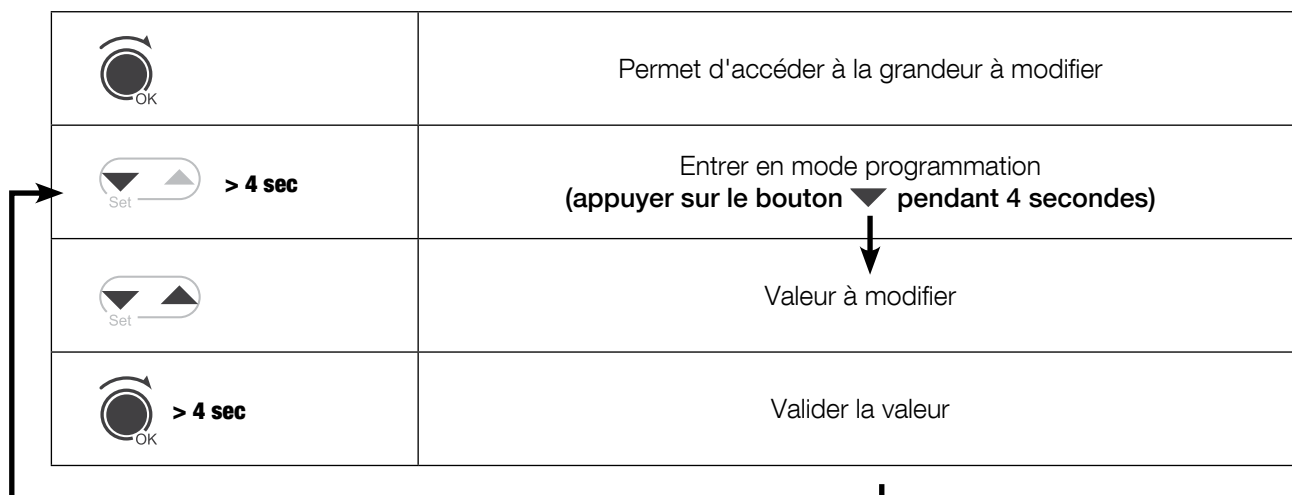 OK
Permet d'accéder à la grandeur à modifier
Set
> 4 sec
Entrer en mode programmation
(appuyer sur le bouton pendant 4 secondes)
Set
Valeur à modifier
OK
> 4 sec
Valider la valeur